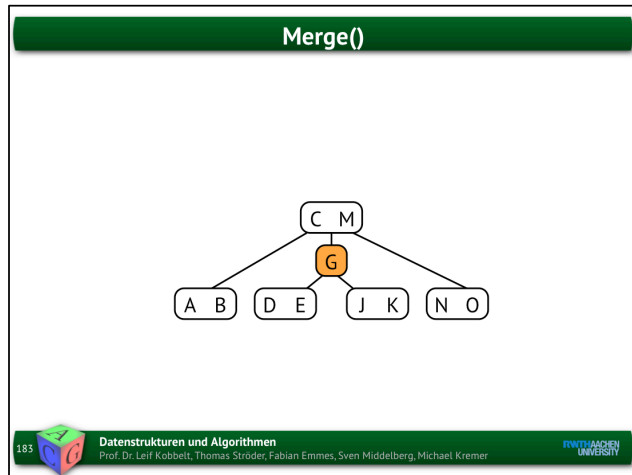 Merge()
C M
G
A B
D E
J K
N O
183
A
C G
Datenstrukturen und Algorithmen
Prof. Dr. Leif Kobbelt, Thomas Ströder, Fabian Emmes, Sven Middelberg, Michael Kremer
RWTHAACHEN
UNIVERSITY